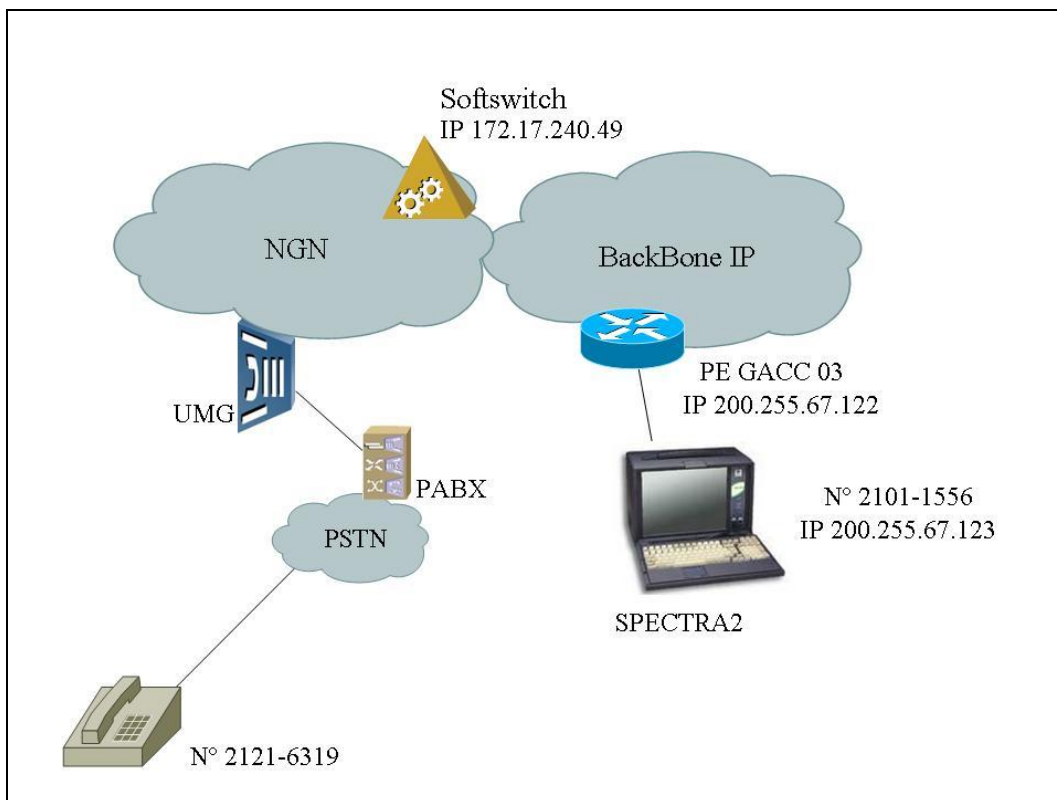 Softswitch
IP 172.17.240.49
NGN
BackBone IP
PE GACC 03
IP 200.255.67.122
UMG
PABX
N° 2101-1556
IP 200.255.67.123
PSTN
SPECTRA2
N° 2121-6319